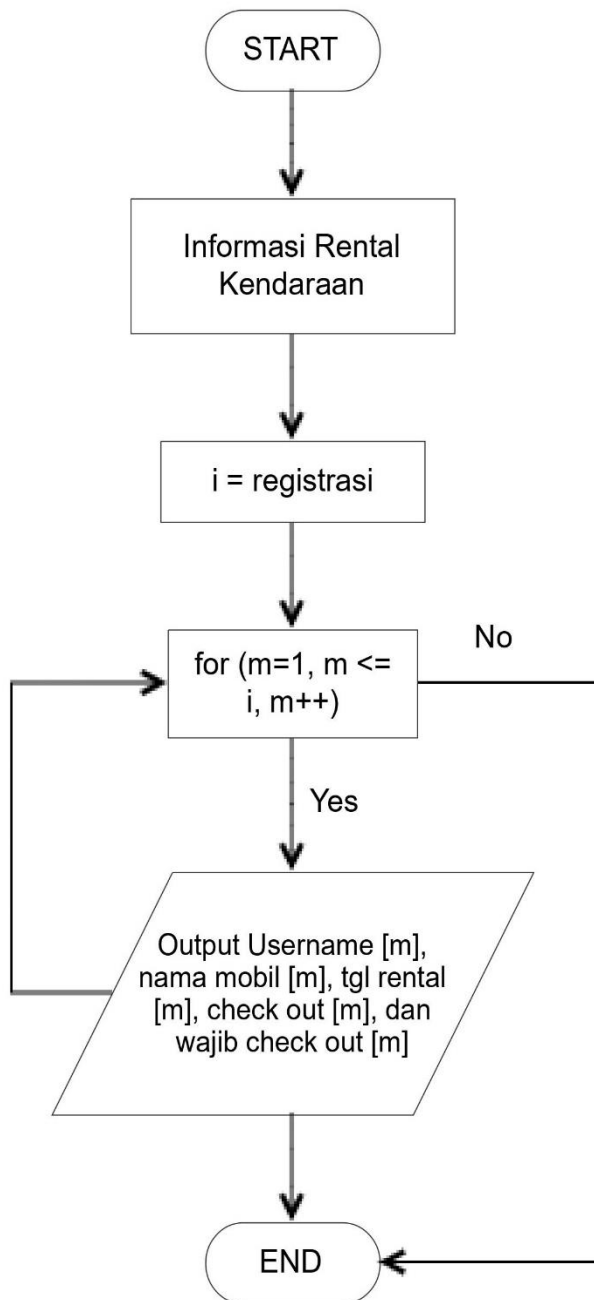 START
Informasi Rental
Kendaraan
i = registrasi
No
for (m=1, m <=
i, m++)
Yes
Output Username [m],
nama mobil [m], tgl rental
[m], check out [m], dan
wajib check out [m]
END